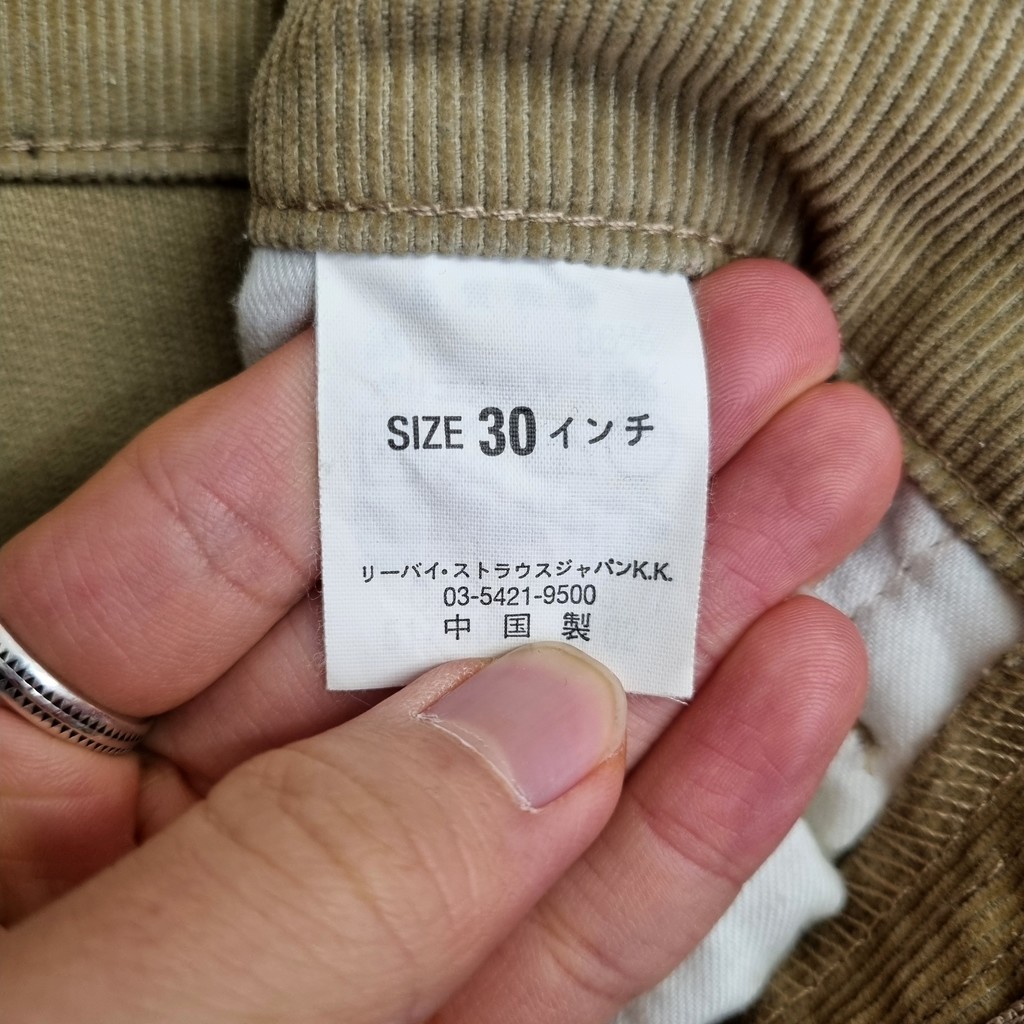 SIZE 30 インチ
リーバイ・ストラウスジャパンK.K.
03-5421-9500
中国製